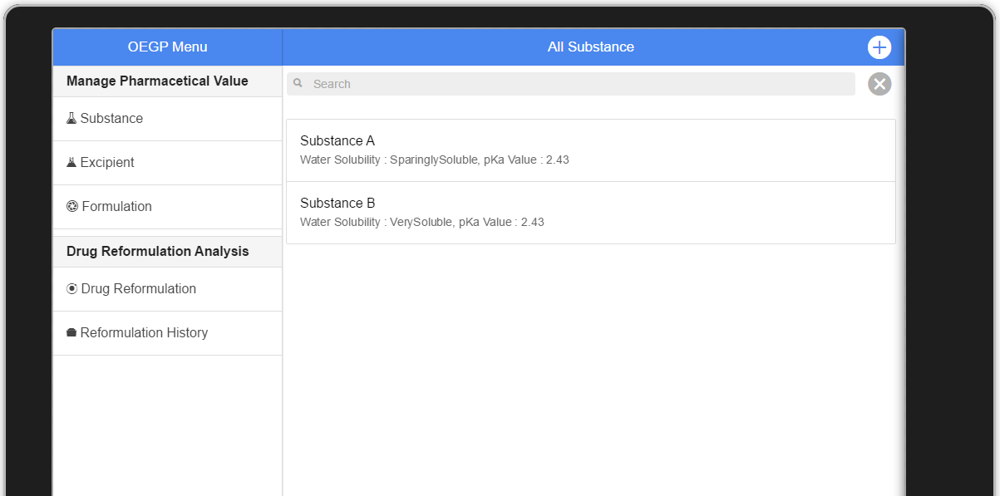 OEGP Menu
All Substance
Manage Pharmacetical Value
Substance
Excipient
Formulation
Drug Reformulation Analysis
Drug Reformulation
Reformulation History
Search
Substance A
Water Solubility : SparinglySoluble, pKa Value : 2.43
Substance B
Water Solubility : VerySoluble, pKa Value : 2.43